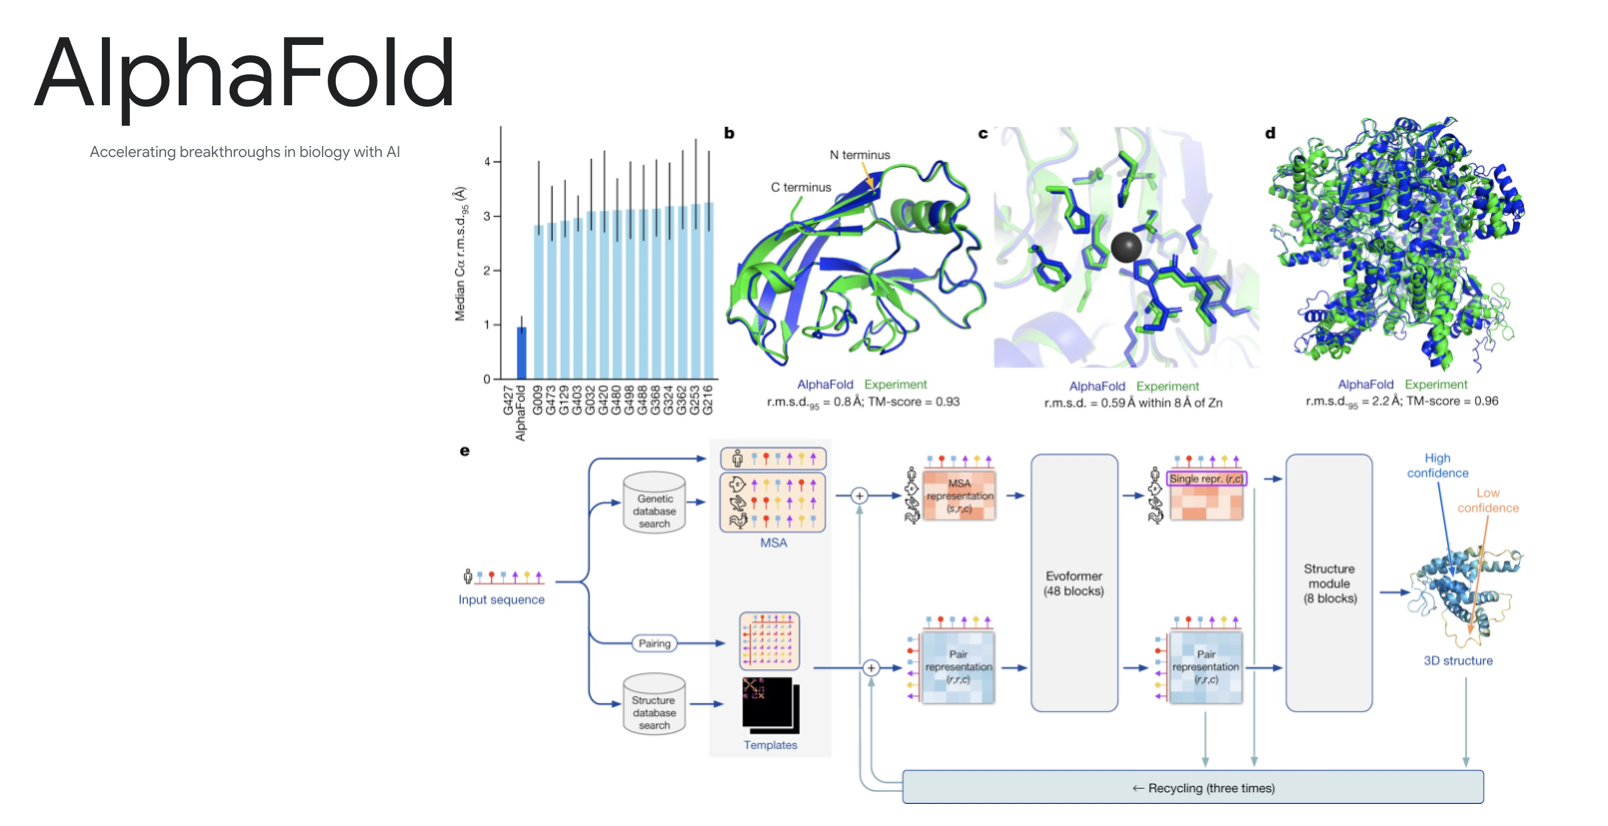 AlphaFold
Accelerating breakthroughs in biology with AI
Median Cα r.m.s.d.95 (Å)
4
3
2
1
0
G427
AlphaFold
G009
G473
G129
G403
G032
G420
G480
G498
G488
G368
G324
G362
G253
G216
b
N terminus
C terminus
AlphaFold Experiment
r.m.s.d.95 = 0.8 Å; TM-score = 0.93
c
AlphaFold Experiment
r.m.s.d. = 0.59 Å within 8 Å of Zn
d
AlphaFold Experiment
r.m.s.d.95 = 2.2 Å; TM-score = 0.96
e
Input sequence
Genetic
database
search
MSA
Pairing
Structure
database
search
Templates
+
+
MSA
representation
(s,r,c)
Pair
representation
(r,r,c)
Evoformer
(48 blocks)
Single repr. (r,c)
Pair
representation
(r,r,c)
Structure
module
(8 blocks)
High
confidence
Low
confidence
3D structure
← Recycling (three times)